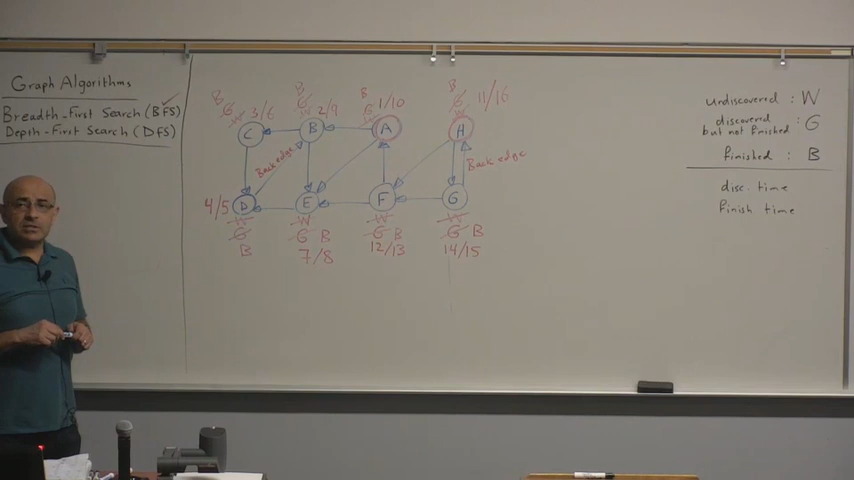 Graph Algorithms
Breadth-First Search (BFS)
Depth-First Search (DFS)
B G W 3/6
B G W 2/9
B G W 1/10
B G W 11/16
C
B
A
H
Back edge
Back edge
4/5
D
E
F
G
W
G
B
W
G B
7/8
W
G B
12/13
W
G B
14/15
undiscovered : W
discovered
but not finished : G
finished : B
disc. time
finish time